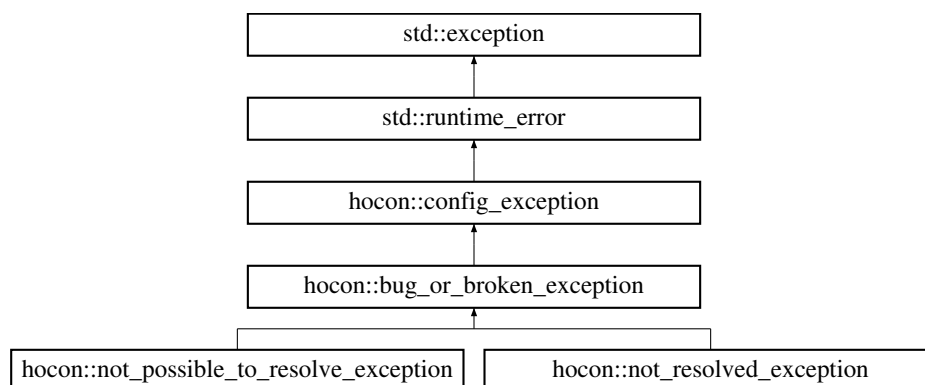 std::exception
std::runtime_error
hocon::config_exception
hocon::bug_or_broken_exception
hocon::not_possible_to_resolve_exception
hocon::not_resolved_exception